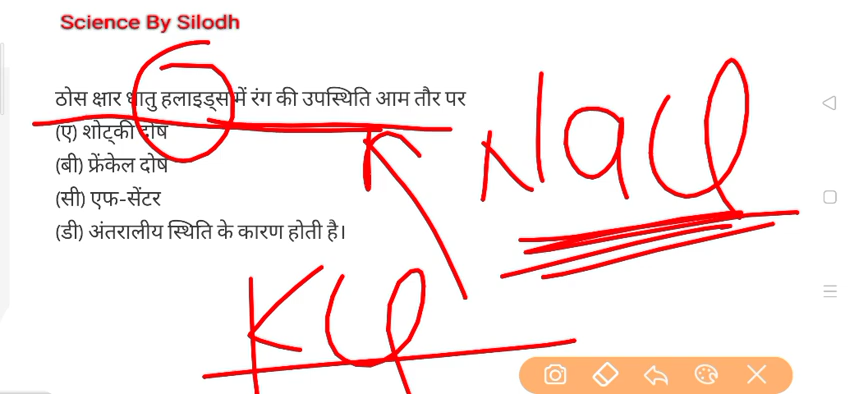 Science By Silodh
ठोस क्षार धातु हलाइड्स में रंग की उपस्थिति आम तौर पर
(ए) शोट्की दोष
(बी) फ्रेंकेल दोष
(सी) एफ-सेंटर
(डी) अंतरालीय स्थिति के कारण होती है।
NaCl
KCl